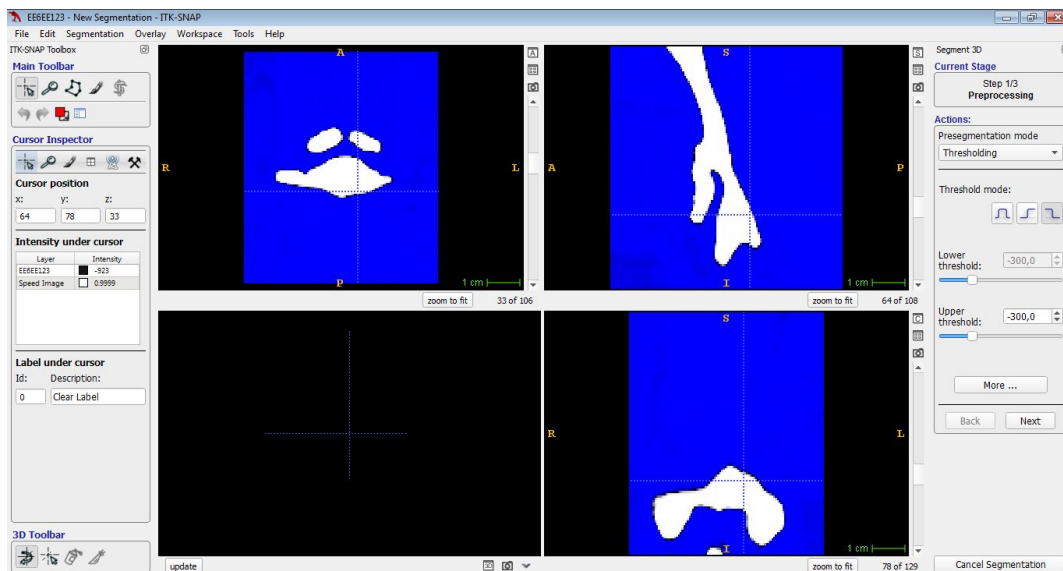 EE6EE123 - New Segmentation - ITK-SNAP
File Edit Segmentation Overlay Workspace Tools Help
ITK-SNAP Toolbox
Main Toolbar
Cursor Inspector
Cursor position
x: y: z:
64 78 33
Intensity under cursor
Layer Intensity
EE6EE123 -923
Speed Image 0.9999
Label under cursor
Id: Description:
0 Clear Label
3D Toolbar
A
R
L
P
1 cm
A
zoom to fit 33 of 106
S
A
P
I
1 cm
S
zoom to fit 64 of 108
update
3D
S
R
L
I
1 cm
C
zoom to fit 78 of 129
Segment 3D
Current Stage
Step 1/3
Preprocessing
Actions:
Presegmentation mode
Thresholding
Threshold mode:
Lower
threshold: -300,0
Upper
threshold: -300,0
More ...
Back Next
Cancel Segmentation